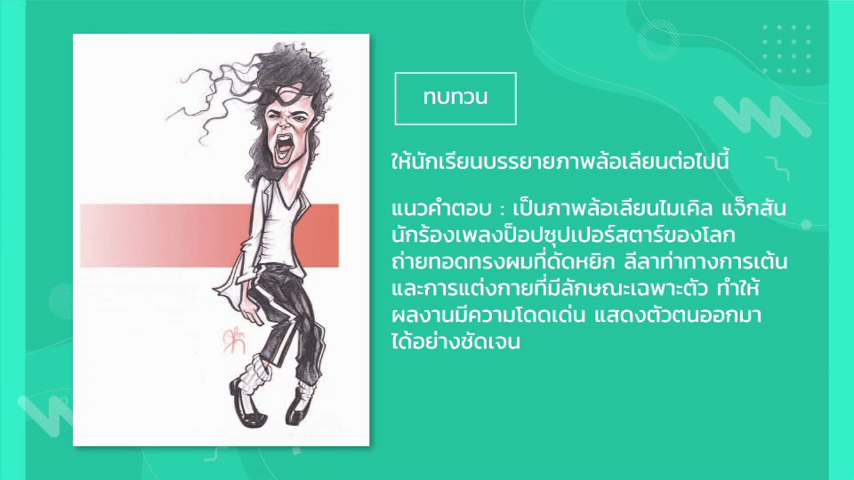 ทบทวน
ให้นักเรียนบรรยายภาพล้อเลียนต่อไปนี้
แนวคำตอบ : เป็นภาพล้อเลียนไมเคิล แจ็กสัน
นักร้องเพลงป็อปซุปเปอร์สตาร์ของโลก
ถ่ายทอดทรงผมที่ดัดหยิก ลีลาท่าทางการเต้น
และการแต่งกายที่มีลักษณะเฉพาะตัว ทำให้
ผลงานมีความโดดเด่น แสดงตัวตนออกมา
ได้อย่างชัดเจน